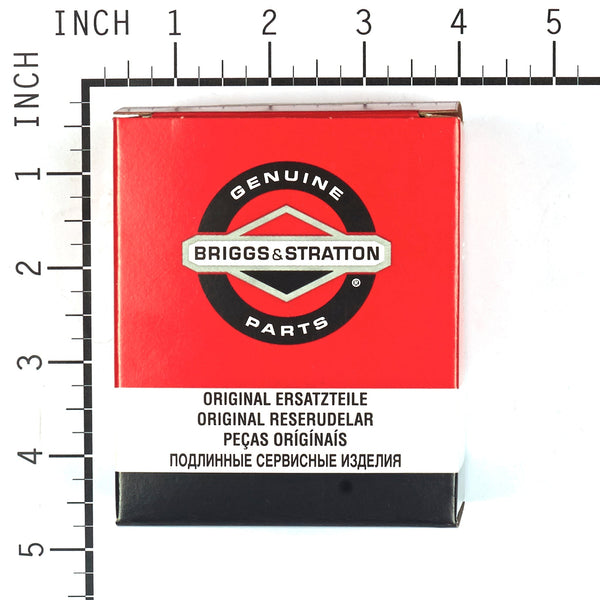 INCH 1 2 3 4 5
INCH
1
2
3
4
5
GENUINE
BRIGGS & STRATTON
®
PARTS
ORIGINAL ERSATZTEILE
ORIGINAL RESERUDELAR
PEÇAS ORÍGÍNAÍS
ПОДЛИННЫЕ СЕРВИСНЫЕ ИЗДЕЛИЯ